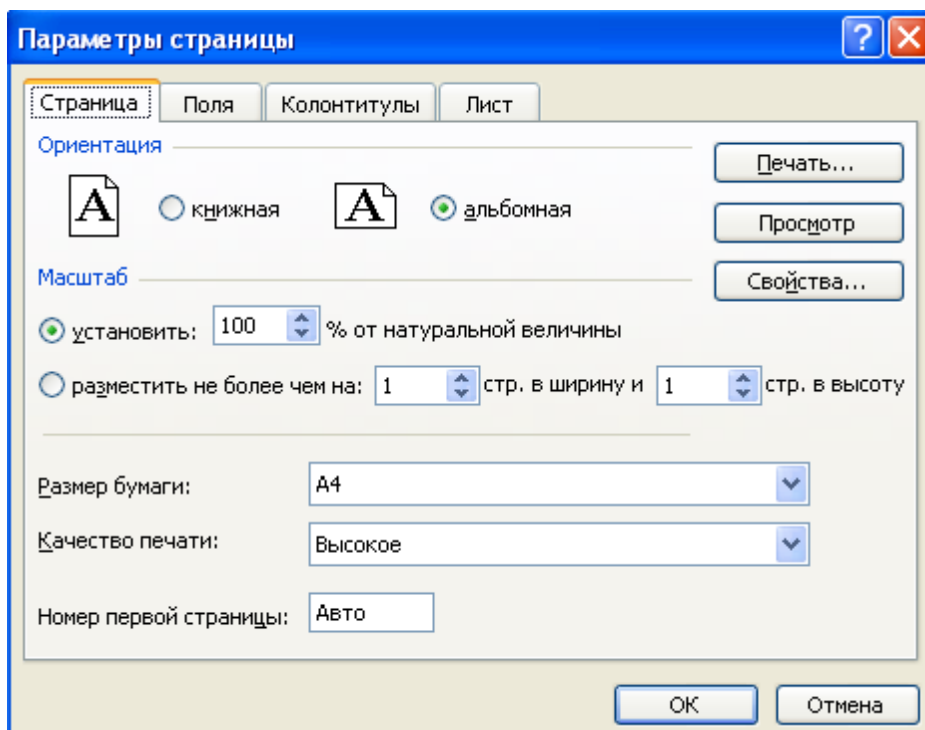 Параметры страницы
Страница Поля Колонтитулы Лист
Ориентация
Печать...
A книжная A альбомная
Просмотр
Масштаб
Свойства...
установить: 100 % от натуральной величины
разместить не более чем на: 1 стр. в ширину и 1 стр. в высоту
Размер бумаги: A4
Качество печати: Высокое
Номер первой страницы: Авто
ОК Отмена